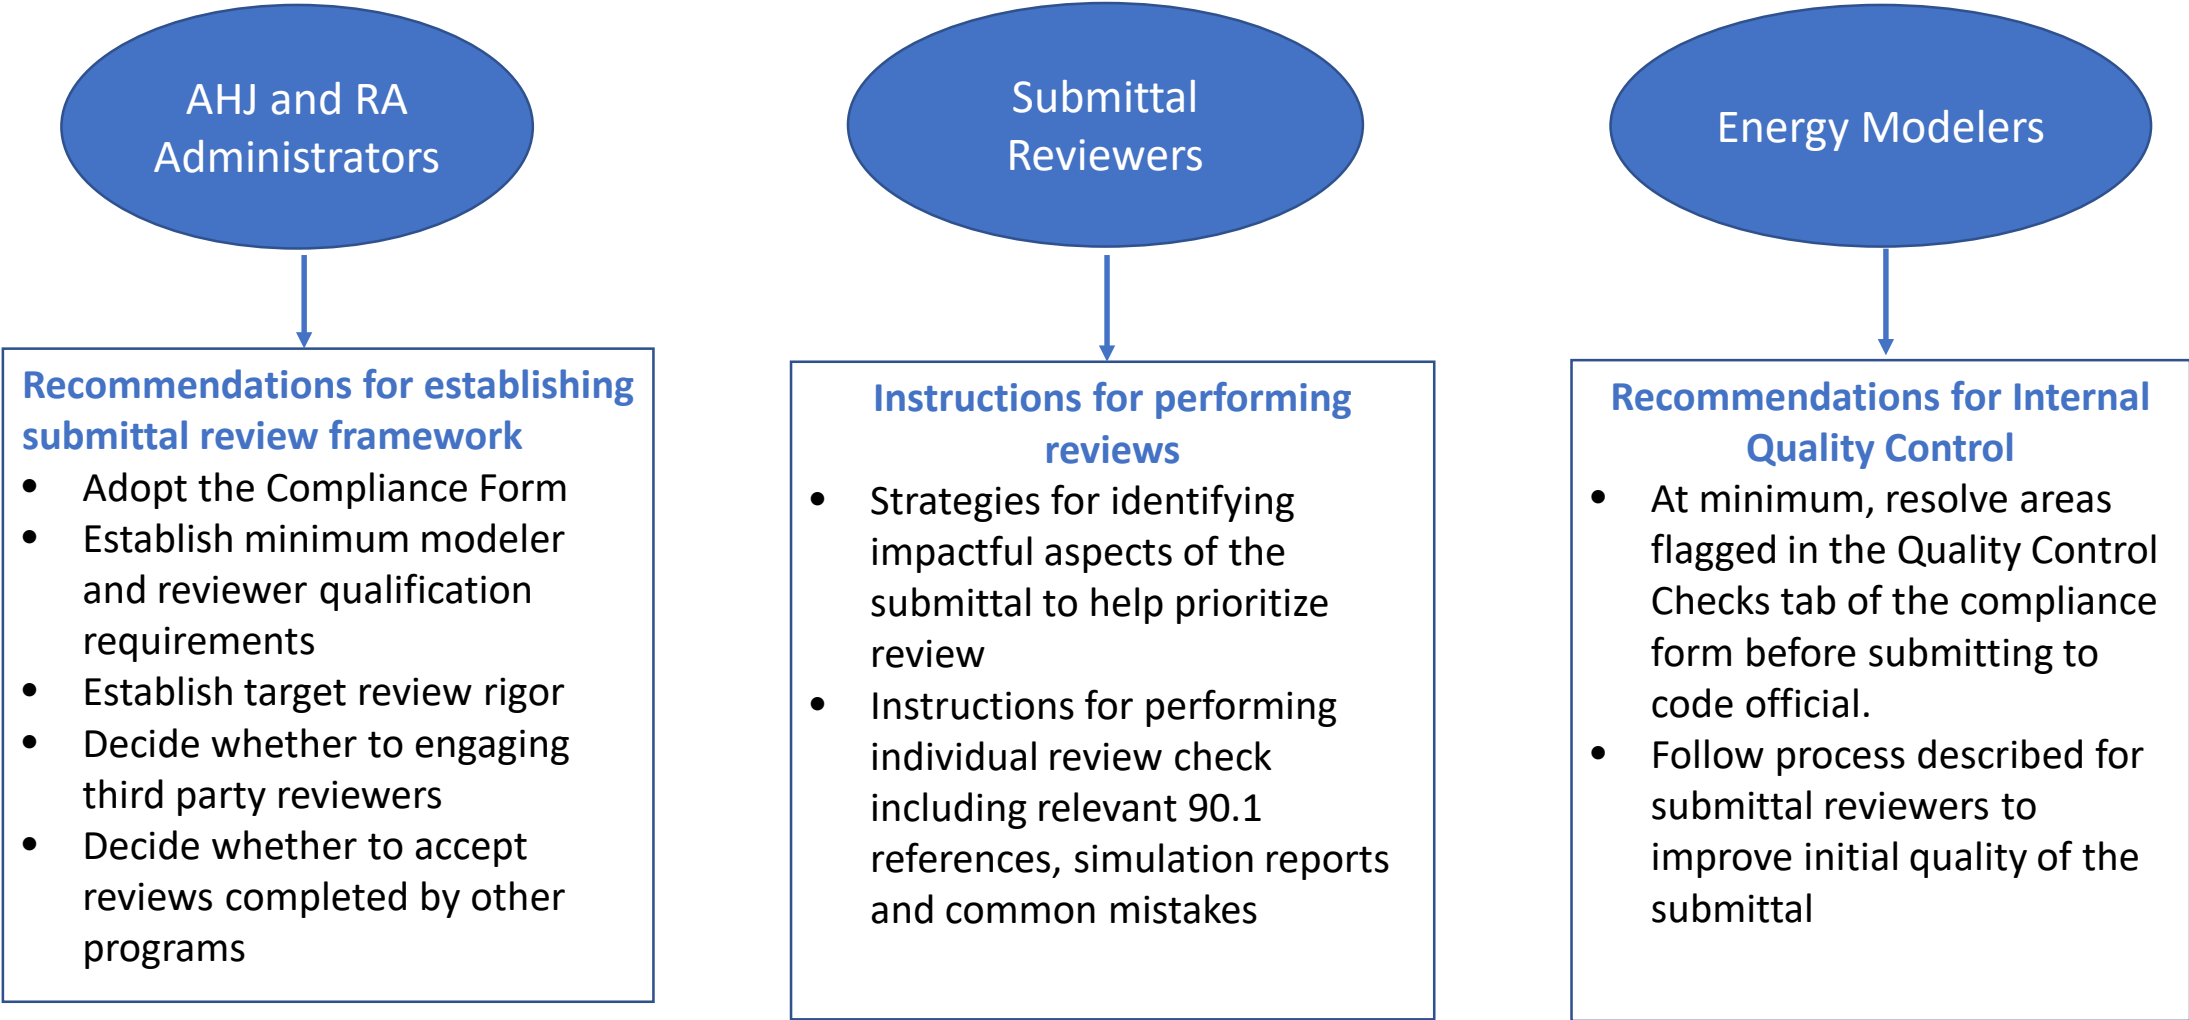 AHJ and RA
Administrators
Recommendations for establishing
submittal review framework
• Adopt the Compliance Form
• Establish minimum modeler
and reviewer qualification
requirements
• Establish target review rigor
• Decide whether to engaging
third party reviewers
• Decide whether to accept
reviews completed by other
programs
Submittal
Reviewers
Instructions for performing
reviews
• Strategies for identifying
impactful aspects of the
submittal to help prioritize
review
• Instructions for performing
individual review check
including relevant 90.1
references, simulation reports
and common mistakes
Energy Modelers
Recommendations for Internal
Quality Control
• At minimum, resolve areas
flagged in the Quality Control
Checks tab of the compliance
form before submitting to
code official.
• Follow process described for
submittal reviewers to
improve initial quality of the
submittal